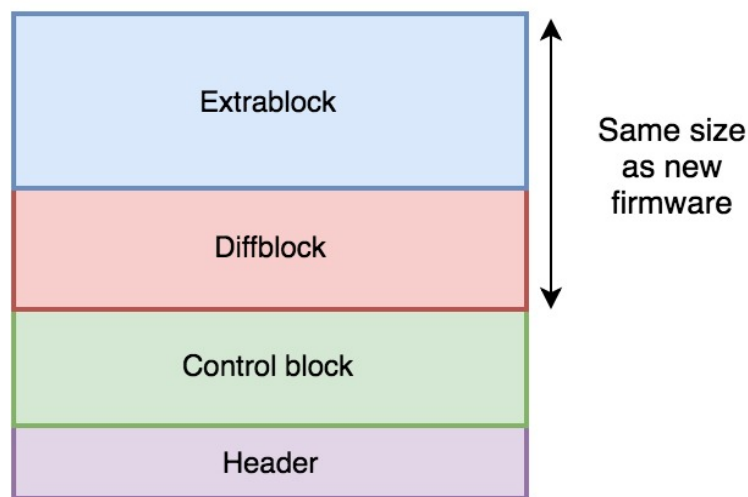 Extrablock
Same size
as new
firmware
Diffblock
Control block
Header